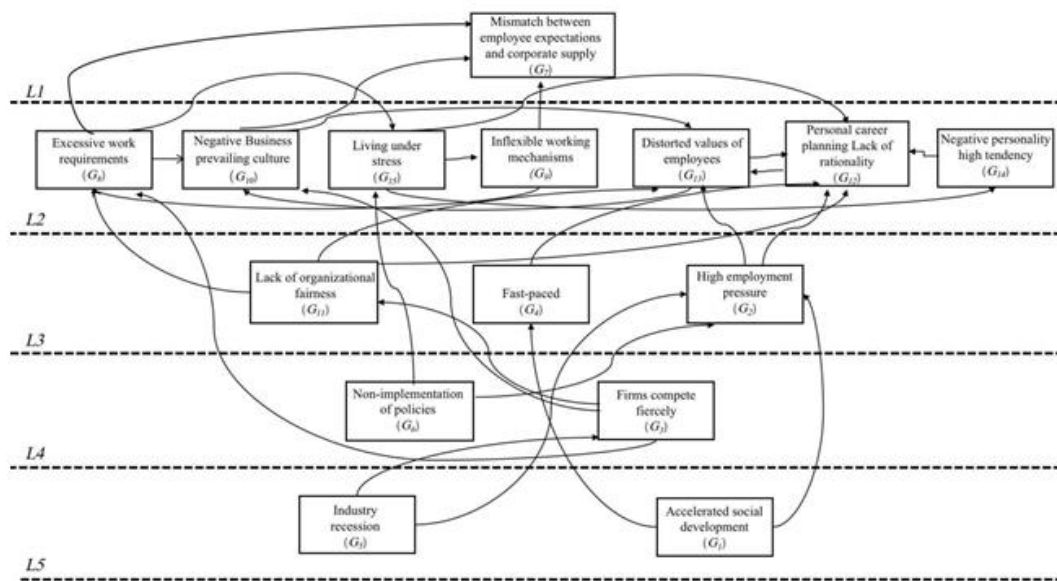 Mismatch between
employee expectations
and corporate supply
(G7)
L1
Excessive work
requirements
(G8)
Negative Business
prevailing culture
(G10)
Living under
stress
(G15)
Inflexible working
mechanisms
(G9)
Distorted values of
employees
(G13)
Personal career
planning Lack of
rationality
(G12)
Negative personality
high tendency
(G14)
L2
Lack of organizational
fairness
(G11)
Fast-paced
(G4)
High employment
pressure
(G2)
L3
Non-implementation
of policies
(G6)
Firms compete
fiercely
(G3)
L4
Industry
recession
(G5)
Accelerated social
development
(G1)
L5